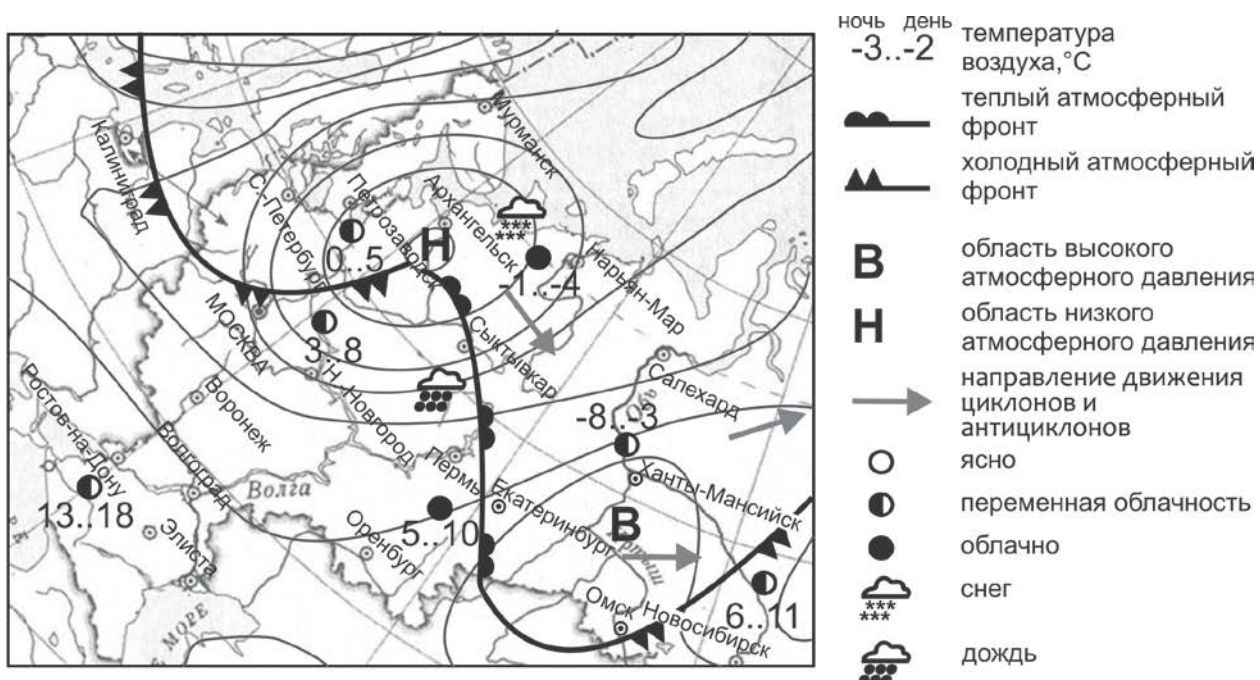 ночь день
-3..-2
температура
воздуха,°С
теплый атмосферный
фронт
холодный атмосферный
фронт
В
область высокого
атмосферного давления
Н
область низкого
атмосферного давления
направление движения
циклонов и
антициклонов
ясно
переменная облачность
облачно
снег
дождь
Мурманск
Калининград
С.-Петербург
Петрозаводск
Архангельск
Н
0..5
-1..-4
Нарьян-Мар
МОСКВА
3..8
Сыктывкар
Н.-Новгород
Салехард
Обь
Ростов-на-Дону
Воронеж
Волгоград
Волга
-8..-3
Пермь
Екатеринбург
Ханты-Мансийск
13..18
Элиста
Оренбург
5..10
В
Иртыш
Омск
Новосибирск
6..11
МОРЕ